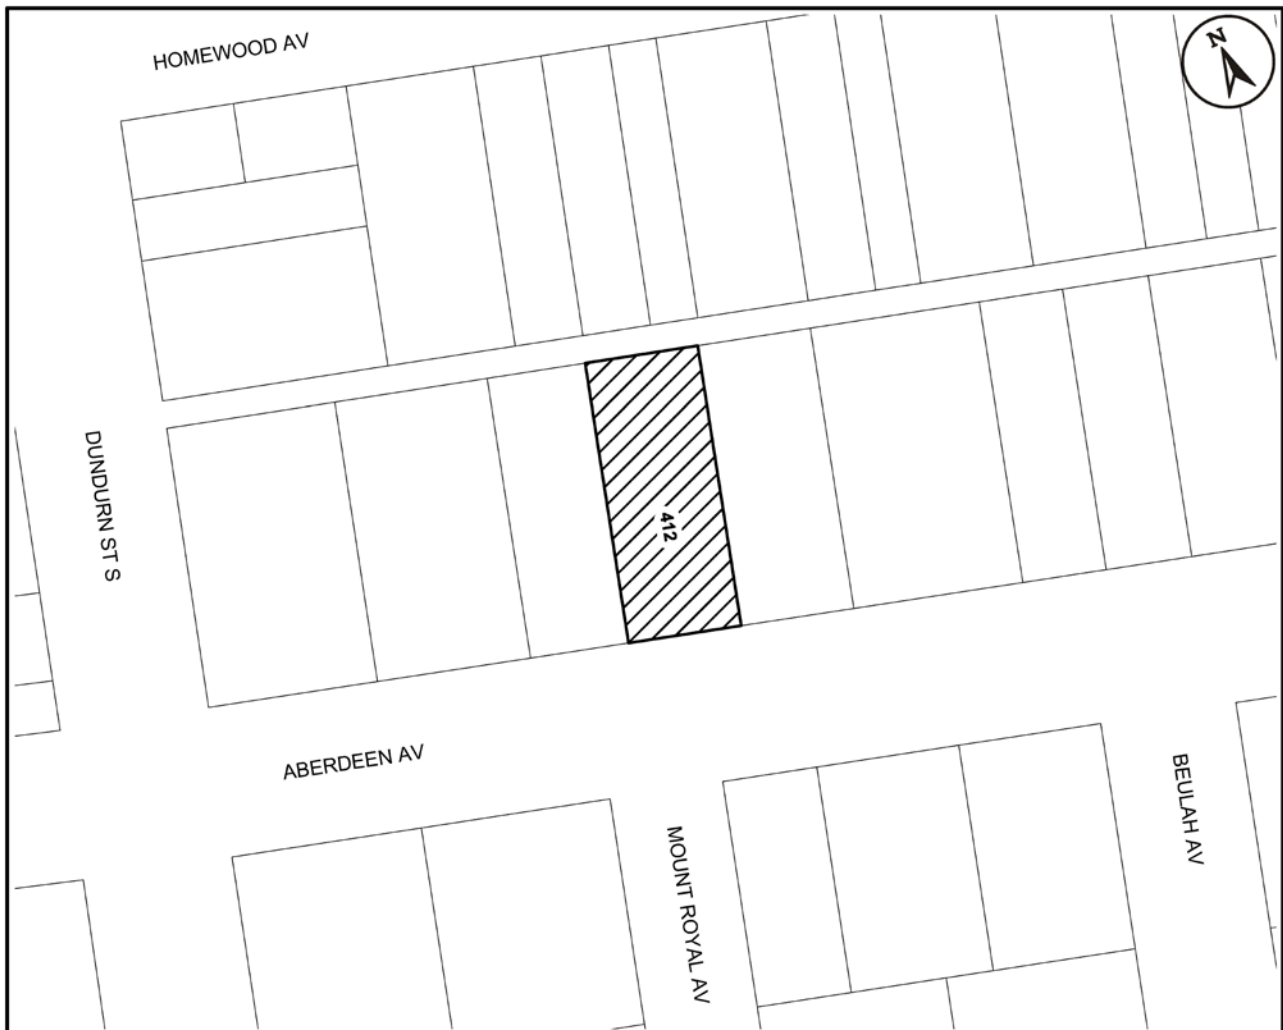 HOMEWOOD AV
N
DUNDURN ST S
412
ABERDEEN AV
MOUNT ROYAL AV
BEULAH AV